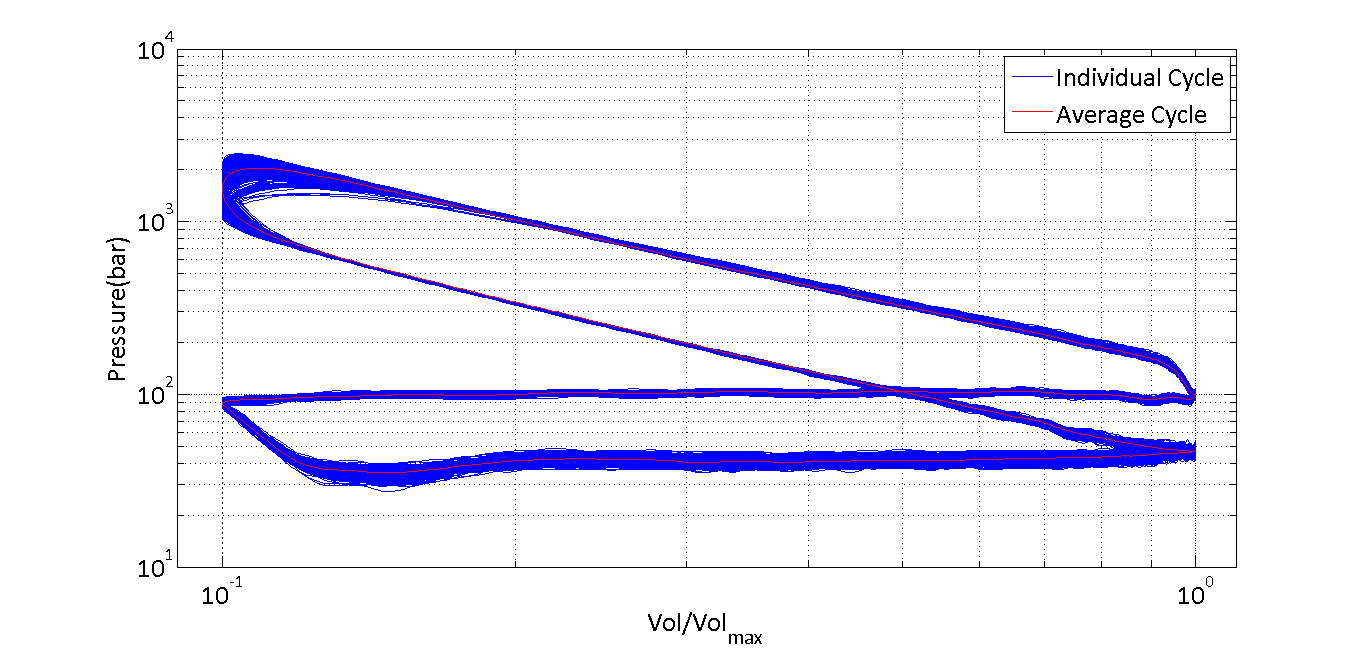 10^4
Individual Cycle
Average Cycle
10^3
Pressure(bar)
10^2
10^1
10^-1
10^0
Vol/Vol_max